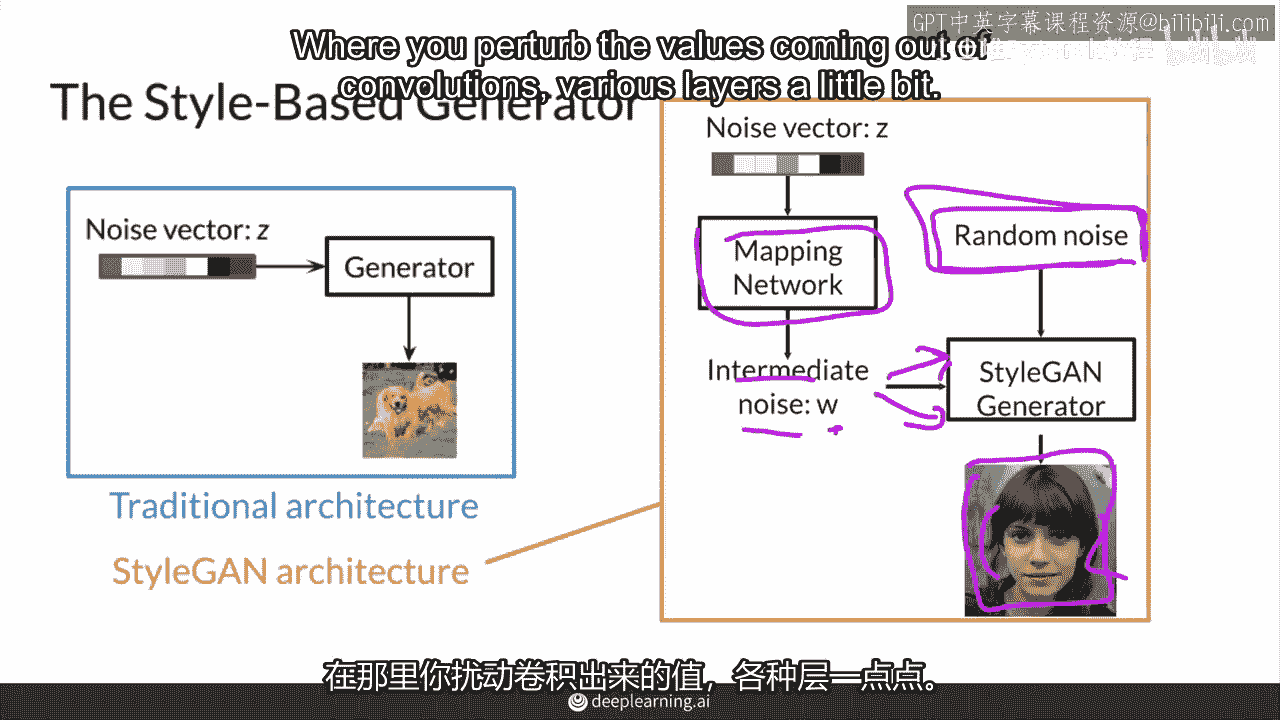 GPT中英字幕课程资源@bilibili.com
Where you perturb the values coming out of
convolutions, various layers a little bit.
The Style-Based Generator
Noise vector: z
Generator
Traditional architecture
StyleGAN architecture
Noise vector: z
Mapping
Network
Intermediate
noise: w
Random noise
StyleGAN
Generator
在那里你扰动卷积出来的值，各种层一点点。
deeplearning.ai